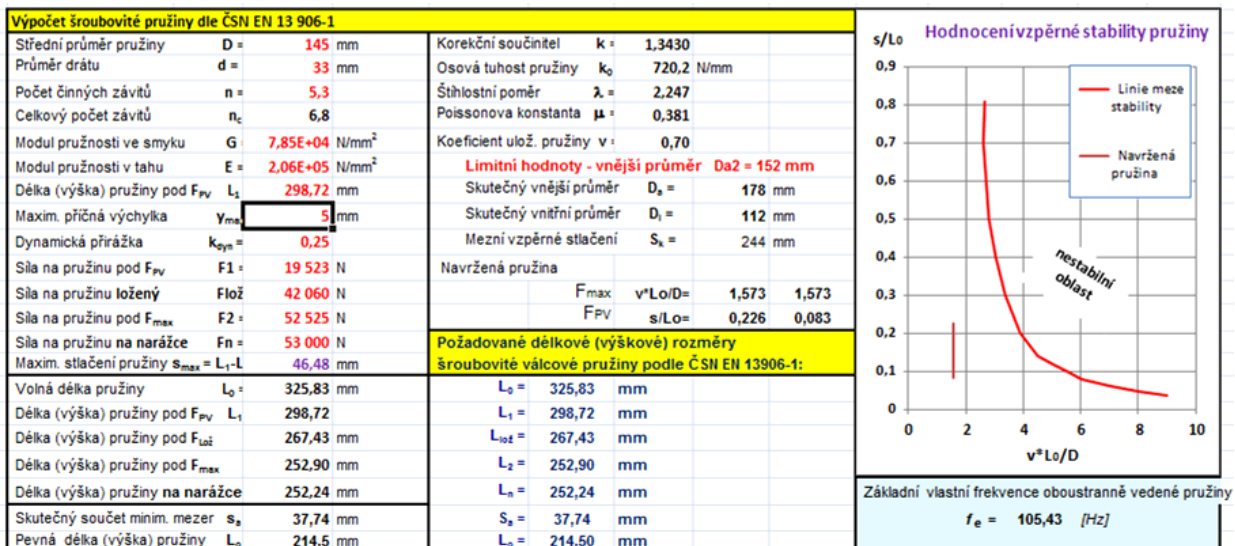 Výpočet šroubovité pružiny dle ČSN EN 13 906-1
Střední průměr pružiny D = 145 mm
Průměr drátu d = 33 mm
Počet činných závitů n = 5,3
Celkový počet závitů nc 6,8
Modul pružnosti ve smyku G 7,85E+04 N/mm²
Modul pružnosti v tahu E = 2,06E+05 N/mm²
Délka (výška) pružiny pod FPV L1 298,72 mm
Maxim. příčná výchylka yma 5 mm
Dynamická přirážka kdyn = 0,25
Síla na pružinu pod FPV F1 = 19 523 N
Síla na pružinu ložený Flož 42 060 N
Síla na pružinu pod Fmax F2 = 52 525 N
Síla na pružinu na narážce Fn = 53 000 N
Maxim. stlačení pružiny smax = L1-L 46,48 mm
Volná délka pružiny L0 = 325,83 mm
Délka (výška) pružiny pod FPV L1 298,72
Délka (výška) pružiny pod FLož 267,43 mm
Délka (výška) pružiny pod Fmax 252,90 mm
Délka (výška) pružiny na narážce 252,24 mm
Skutečný součet minim. mezer sa 37,74 mm
Pevná délka (výška) pružiny Lc 214,5 mm
Korekční součinitel k = 1,3430
Osová tuhost pružiny k0 720,2 N/mm
Štíhlostní poměr λ = 2,247
Poissonova konstanta μ = 0,381
Koeficient ulož. pružiny ν = 0,70
Limitní hodnoty - vnější průměr Da2 = 152 mm
Skutečný vnější průměr Da = 178 mm
Skutečný vnitřní průměr Di = 112 mm
Mezní vzpěrné stlačení Sk = 244 mm
Navržená pružina
Fmax v*Lo/D= 1,573 1,573
FPV s/Lo= 0,226 0,083
Požadované délkové (výškové) rozměry
šroubovité válcové pružiny podle ČSN EN 13906-1:
L0 = 325,83 mm
L1 = 298,72 mm
Llož = 267,43 mm
L2 = 252,90 mm
Ln = 252,24 mm
Sa = 37,74 mm
Lc = 214,50 mm
Hodnocení vzpěrné stability pružiny
s/L0
0,9
0,8
0,7
0,6
0,5
0,4
0,3
0,2
0,1
0
0 2 4 6 8 10
v*L0/D
Linie meze
stability
Navržená
pružina
nestabilní
oblast
Základní vlastní frekvence oboustranně vedené pružiny
fe = 105,43 [Hz]